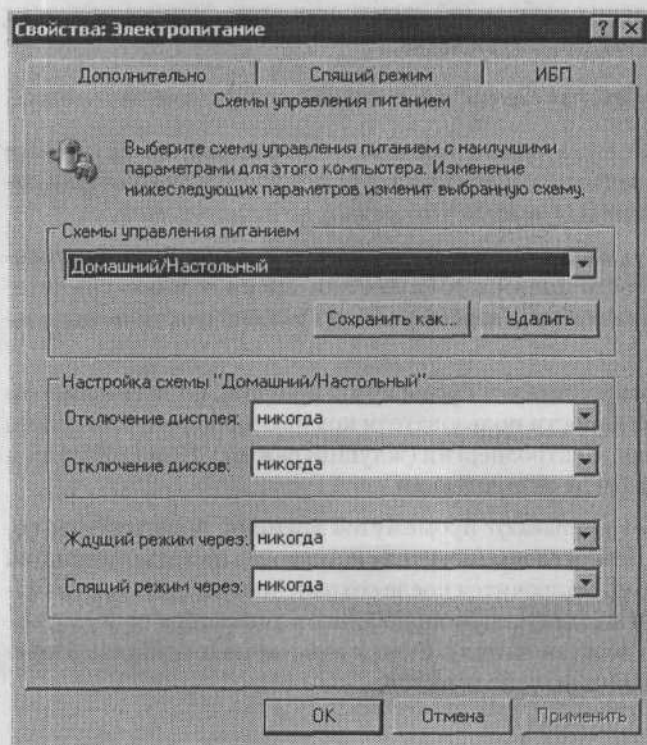 Свойства: Электропитание
Дополнительно Спящий режим ИБП
Схемы управления питанием
Выберите схему управления питанием с наилучшими
параметрами для этого компьютера. Изменение
нижеследующих параметров изменит выбранную схему.
Схемы управления питанием
Домашний/Настольный
Сохранить как... Удалить
Настройка схемы "Домашний/Настольный"
Отключение дисплея: никогда
Отключение дисков: никогда
Ждущий режим через: никогда
Спящий режим через: никогда
OK Отмена Применить